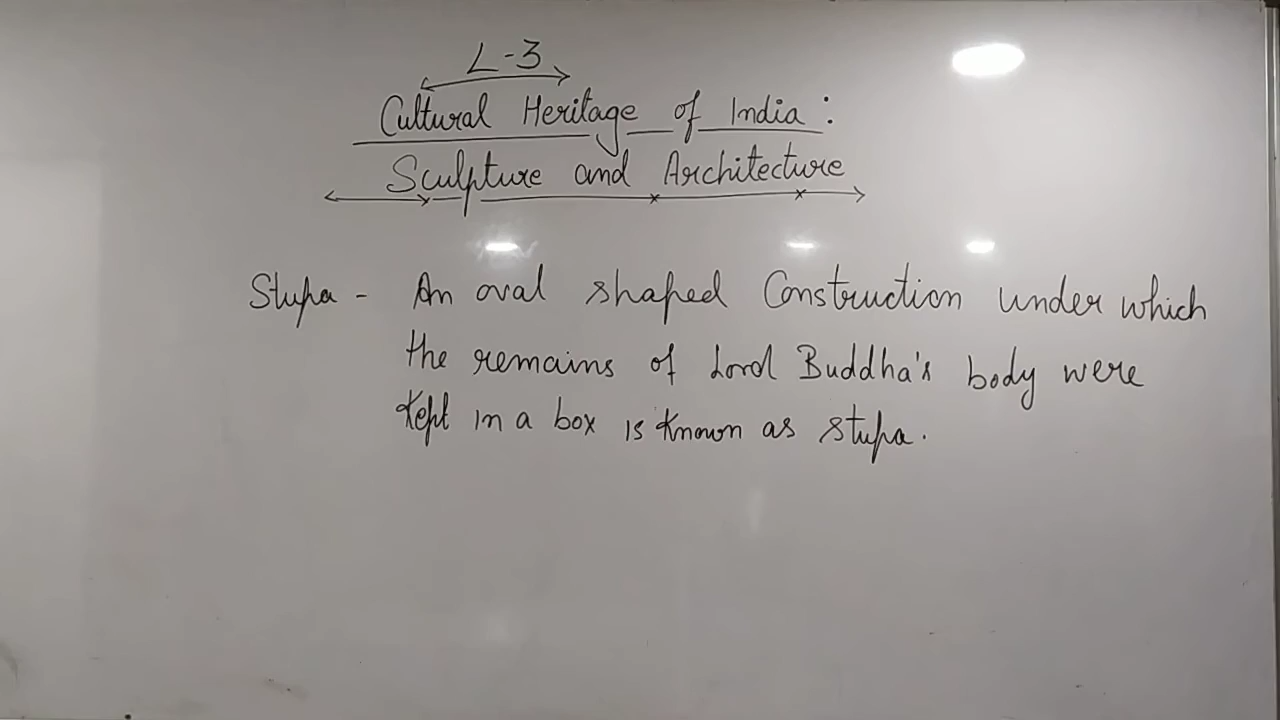 L-3
Cultural Heritage of India :
Sculpture and Architecture
Stupa - An oval shaped Construction under which
the remains of Lord Buddha's body were
kept in a box is known as stupa.